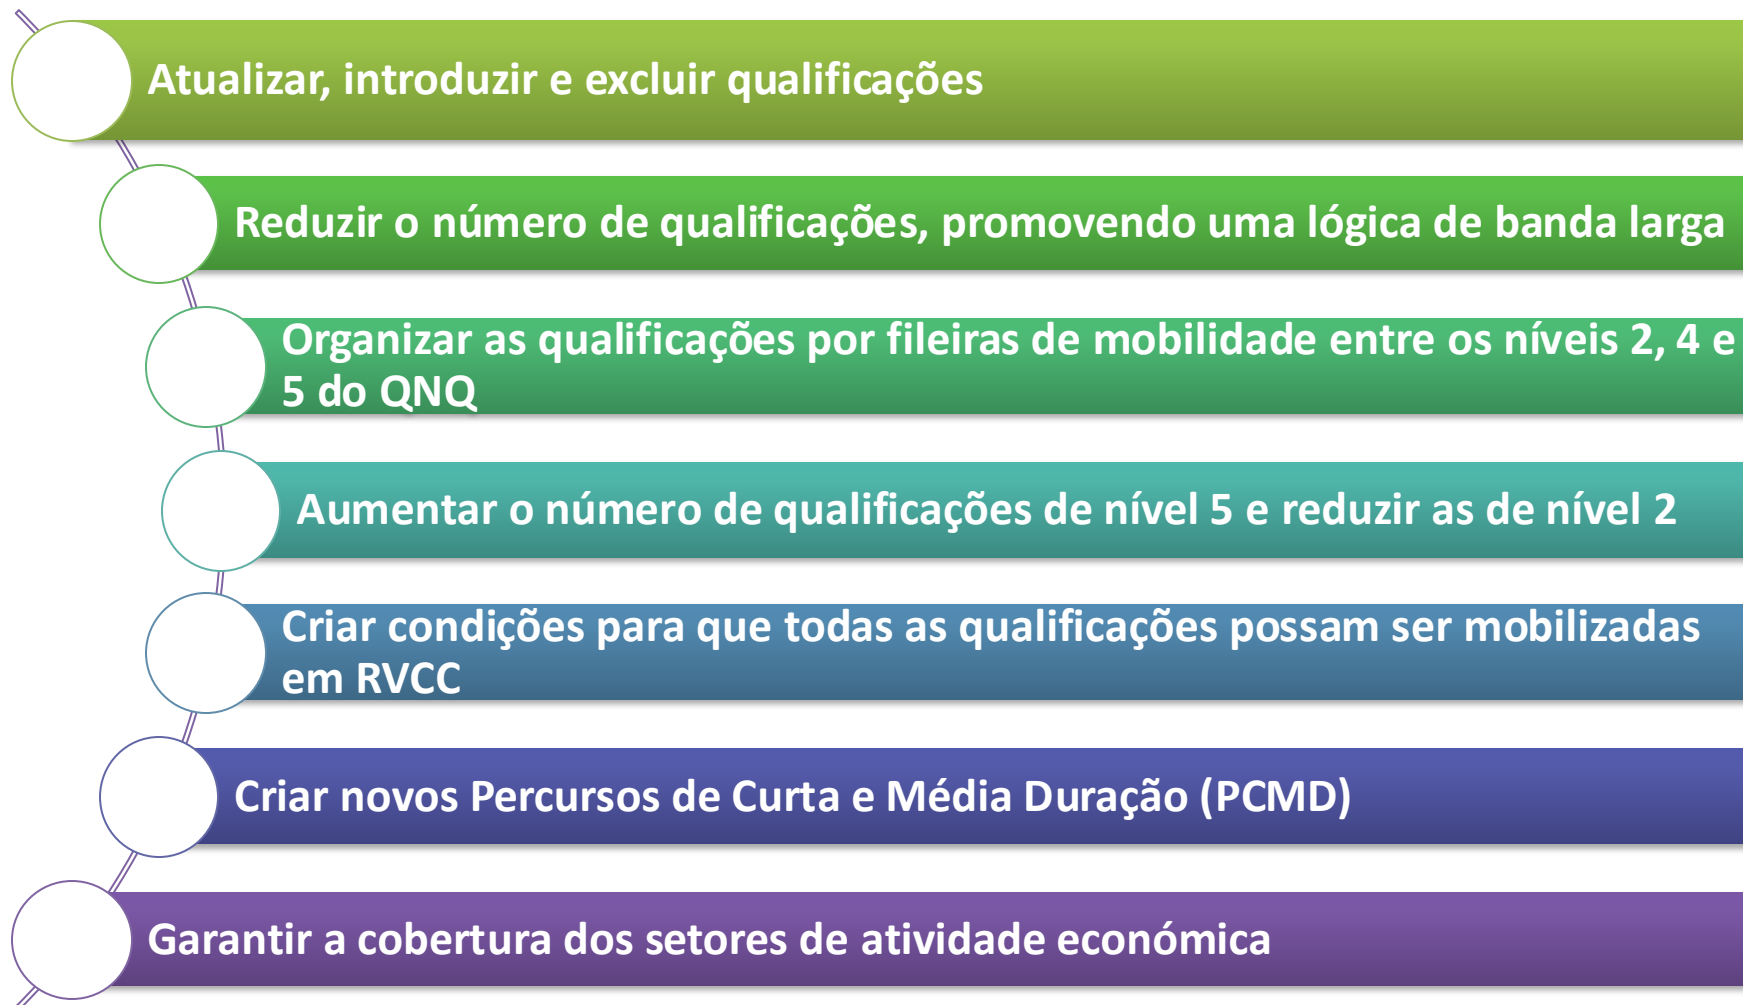 Atualizar, introduzir e excluir qualificações
Reduzir o número de qualificações, promovendo uma lógica de banda larga
Organizar as qualificações por fileiras de mobilidade entre os níveis 2, 4 e
5 do QNQ
Aumentar o número de qualificações de nível 5 e reduzir as de nível 2
Criar condições para que todas as qualificações possam ser mobilizadas
em RVCC
Criar novos Percursos de Curta e Média Duração (PCMD)
Garantir a cobertura dos setores de atividade económica